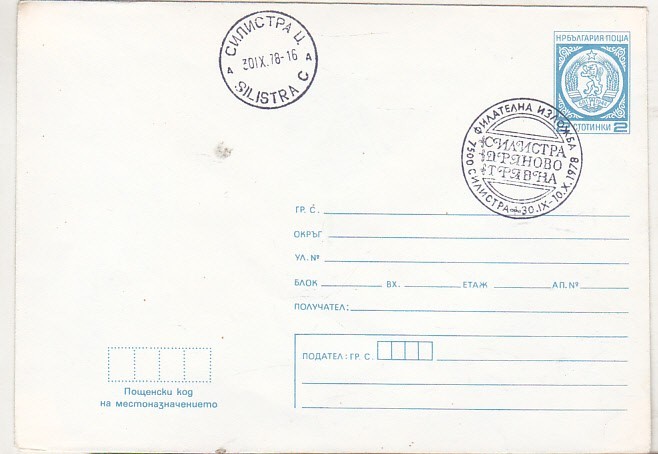 СИЛИСТРА Ц
30IX.78-16
А А
SILISTRA C
НРБЪЛГАРИЯ·ПОЩА
СТОТИНКИ 2
ФИЛАТЕЛНА ИЗЛОЖБА
СИЛИСТРА
ДРЯНОВО
ТРЯВНА
7500 СИЛИСТРА 30.IX-10.X.1978
ГР. С.
ОКРЪГ
УЛ. №
БЛОК ВХ. ЕТАЖ АП. №
ПОЛУЧАТЕЛ:
ПОДАТЕЛ: ГР. С.
Пощенски код
на местоназначението